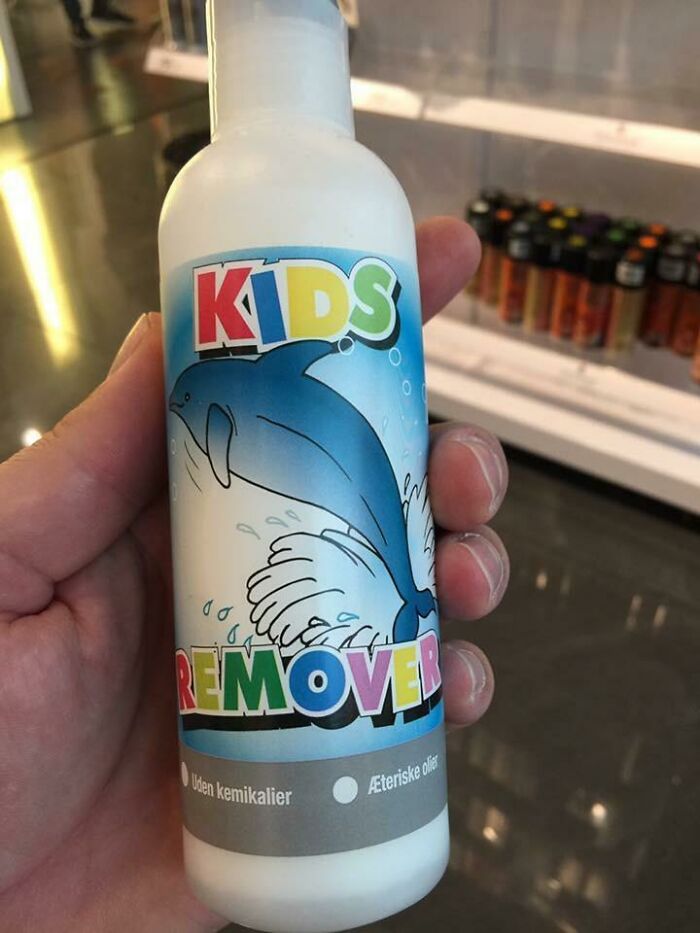 KIDS
REMOVER
Uden kemikalier
Æteriske olier